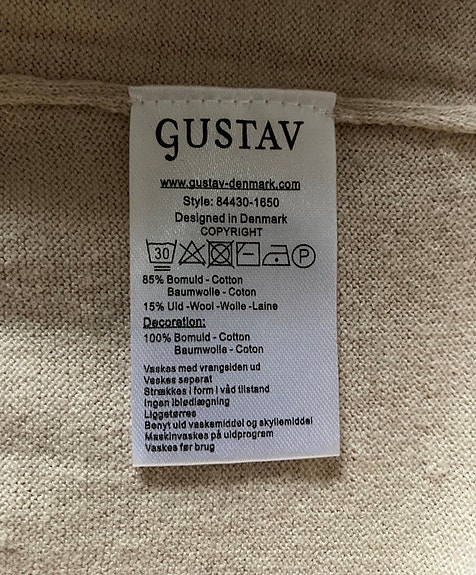 GUSTAV
www.gustav-denmark.com
Style: 84430-1650
Designed in Denmark
COPYRIGHT
30 P
85% Bomuld - Cotton
Baumwolle - Coton
15% Uld -Wool -Wolle -Laine
Decoration:
100% Bomuld - Cotton
Baumwolle - Coton
Vaskes med vrangsiden ud
Vaskes seperat
Strækkes i form i våd tilstand
Ingen iblødlægning
Liggetørres
Benyt uld vaskemiddel og skyllemiddel
Maskinvaskes på uldprogram
Vaskes før brug